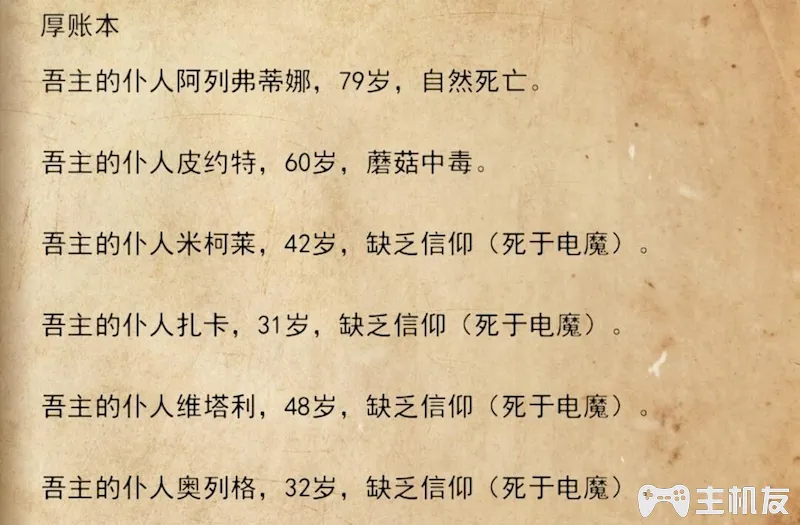 厚账本
吾主的仆人阿列弗蒂娜，79岁，自然死亡。
吾主的仆人皮约特，60岁，蘑菇中毒。
吾主的仆人米柯莱，42岁，缺乏信仰（死于电魔）。
吾主的仆人扎卡，31岁，缺乏信仰（死于电魔）。
吾主的仆人维塔利，48岁，缺乏信仰（死于电魔）。
吾主的仆人奥列格，32岁，缺乏信仰（死于电魔）
主机友